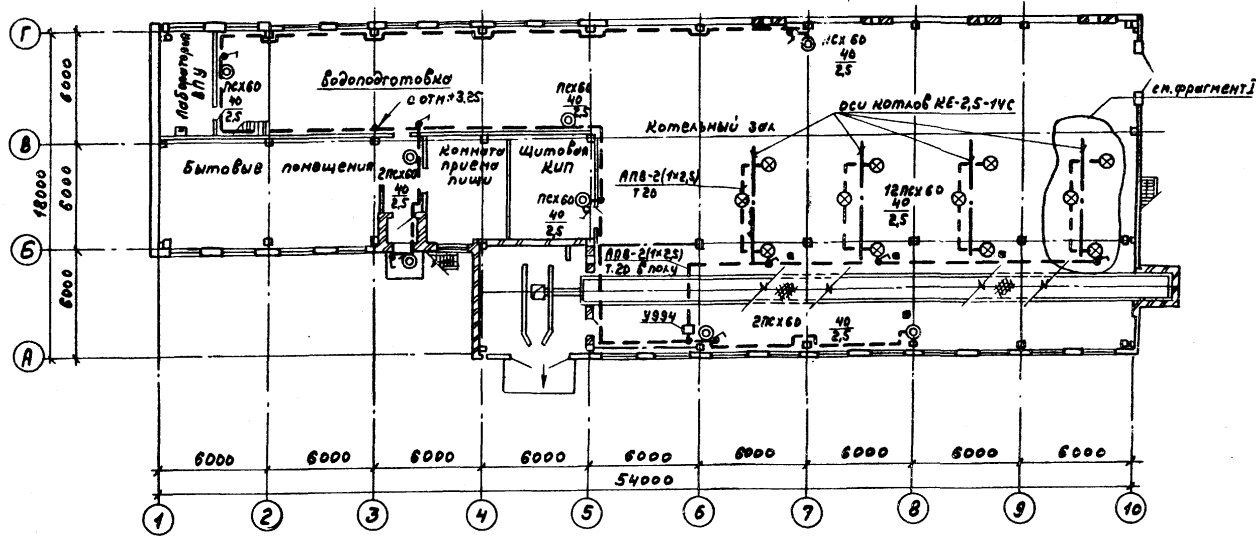 Г
В
Б
А
6000
6000
6000
18000
Лаборатория
ВПУ
ПСХ60
40
2,5
Водоподготовка
с отм.+3.25
ПСХ60
40
2,5
ПСХ 60
40
2,5
см.фрагмент I
оси котлов КЕ-2,5-14С
Котельный зал
Бытовые помещения
2ПСХ60
40
2,5
Комната
приема
пищи
Щитовая
КИП
ПСХ60
40
2,5
АПВ-2(1×2,5)
Т20
12ПСХ60
40
2,5
АПВ-2(1×2,5)
Т.20 в полу
У994
2ПСХ60
40
2,5
6000
6000
6000
6000
6000
6000
6000
6000
6000
54000
1
2
3
4
5
6
7
8
9
10